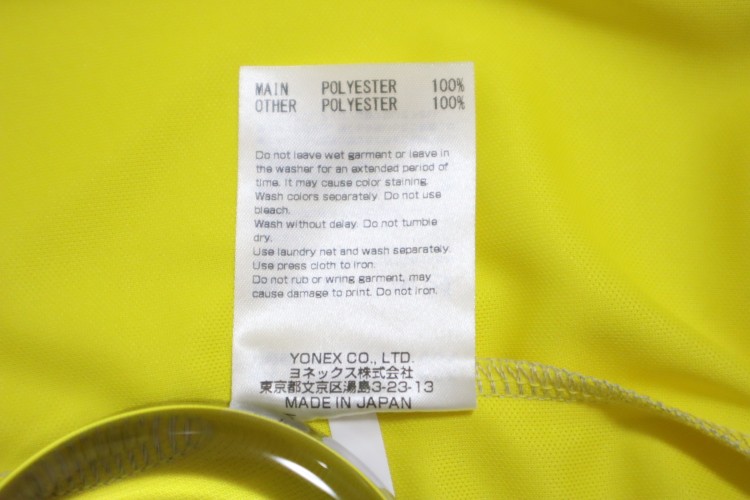 MAIN POLYESTER 100%
OTHER POLYESTER 100%
Do not leave wet garment or leave in
the washer for an extended period of
time. It may cause color staining.
Wash colors separately. Do not use
bleach.
Wash without delay. Do not tumble
dry.
Use laundry net and wash separately.
Use press cloth to iron.
Do not rub or wring garment, may
cause damage to print. Do not iron.
YONEX CO., LTD.
ヨネックス株式会社
東京都文京区湯島3-23-13
MADE IN JAPAN